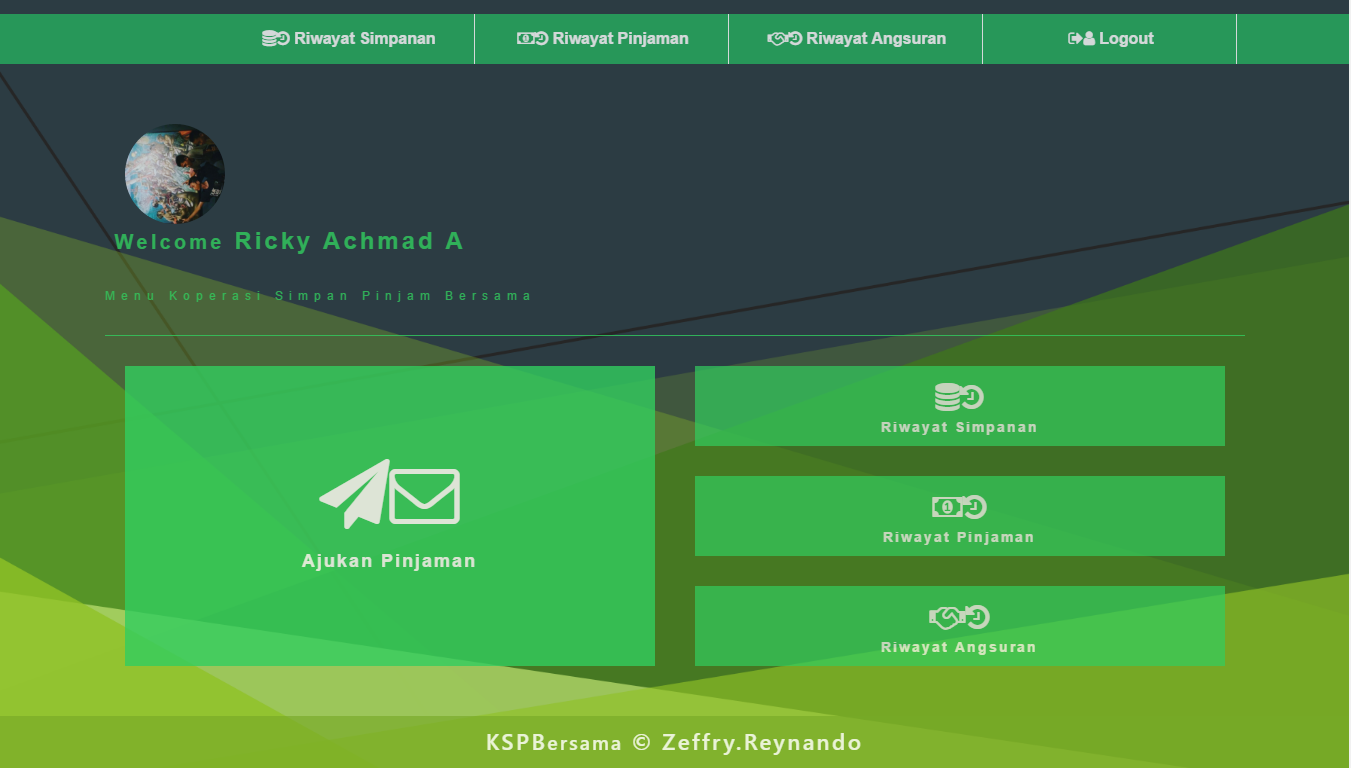 Riwayat Simpanan Riwayat Pinjaman Riwayat Angsuran Logout
Welcome Ricky Achmad A
Menu Koperasi Simpan Pinjam Bersama
Ajukan Pinjaman
Riwayat Simpanan
1
Riwayat Pinjaman
Riwayat Angsuran
KSPBersama © Zeffry.Reynando